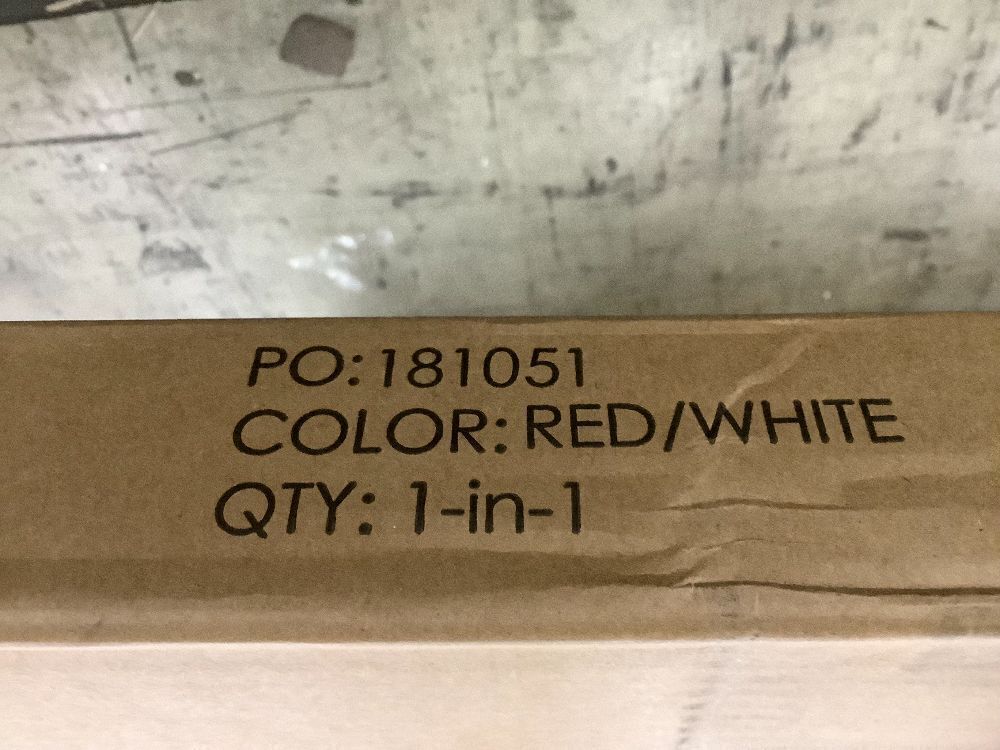 PO:181051
COLOR: RED/WHITE
QTY: 1-in-1